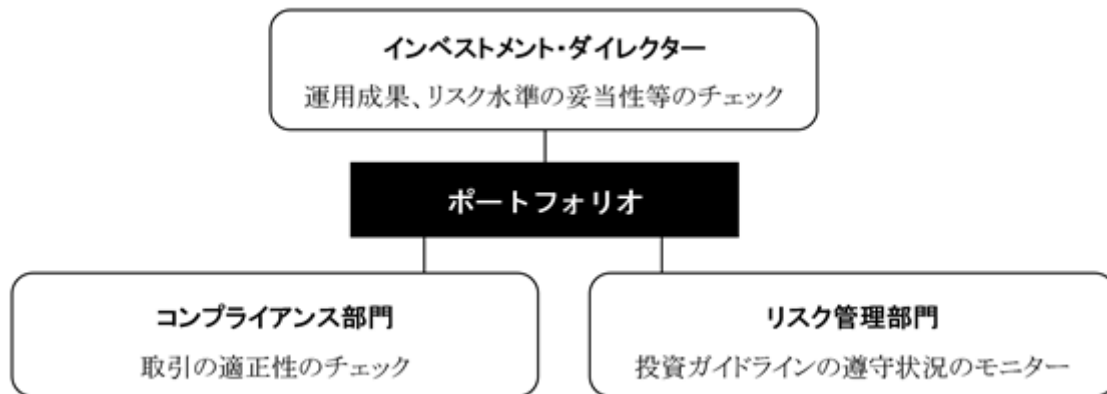 インベストメント・ダイレクター
運用成果、リスク水準の妥当性等のチェック
ポートフォリオ
コンプライアンス部門
取引の適正性のチェック
リスク管理部門
投資ガイドラインの遵守状況のモニター